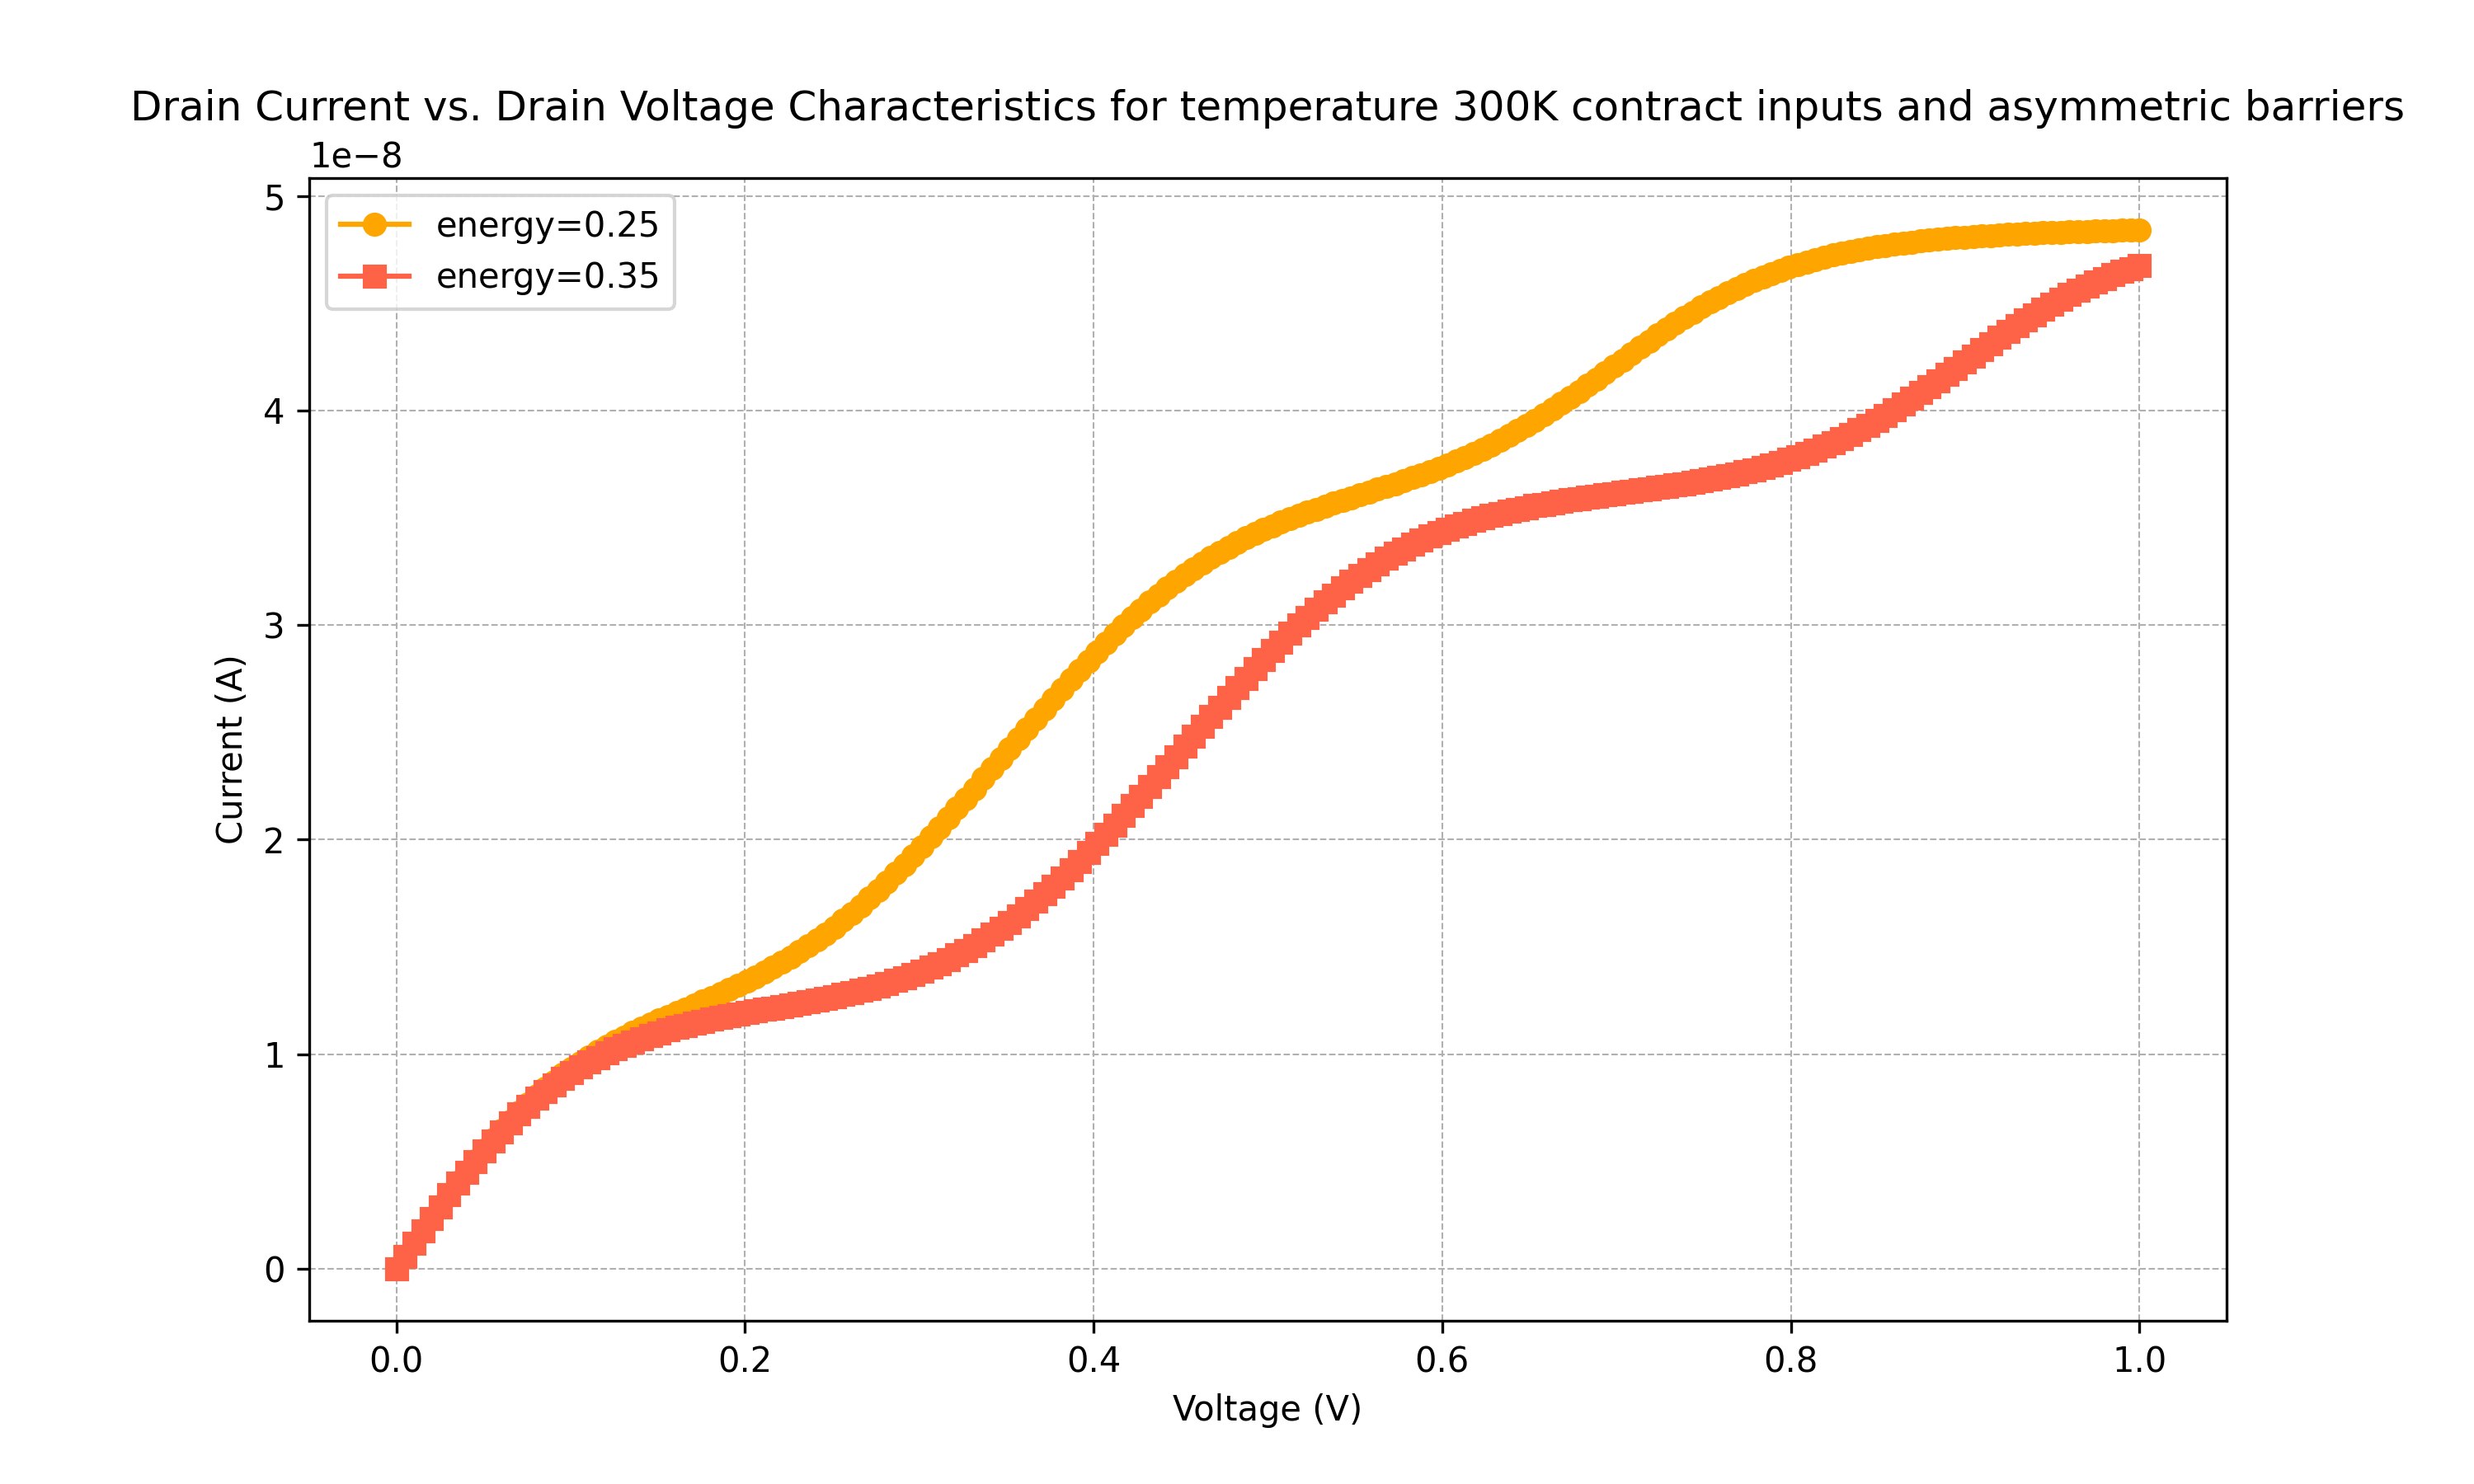 Drain Current vs. Drain Voltage Characteristics for temperature 300K contract inputs and asymmetric barriers
1e−8
5
4
3
2
1
0
Current (A)
energy=0.25
energy=0.35
0.0 0.2 0.4 0.6 0.8 1.0
Voltage (V)